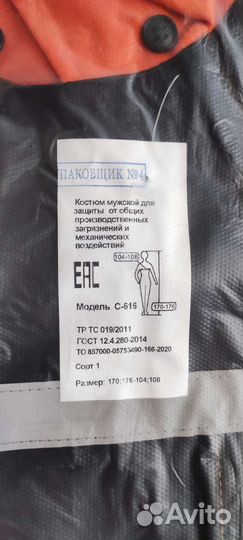 ПАКОВЩИК №4
Костюм мужской для
защиты от общих
производственных
загрязнений и
механических
воздействий
104-108
ЕАС
Модель С-616
170-176
ТР ТС 019/2011
ГОСТ 12.4.280-2014
ТО 857000-05753490-166-2020
Сорт 1
Размер: 170;176-104;108
Avito